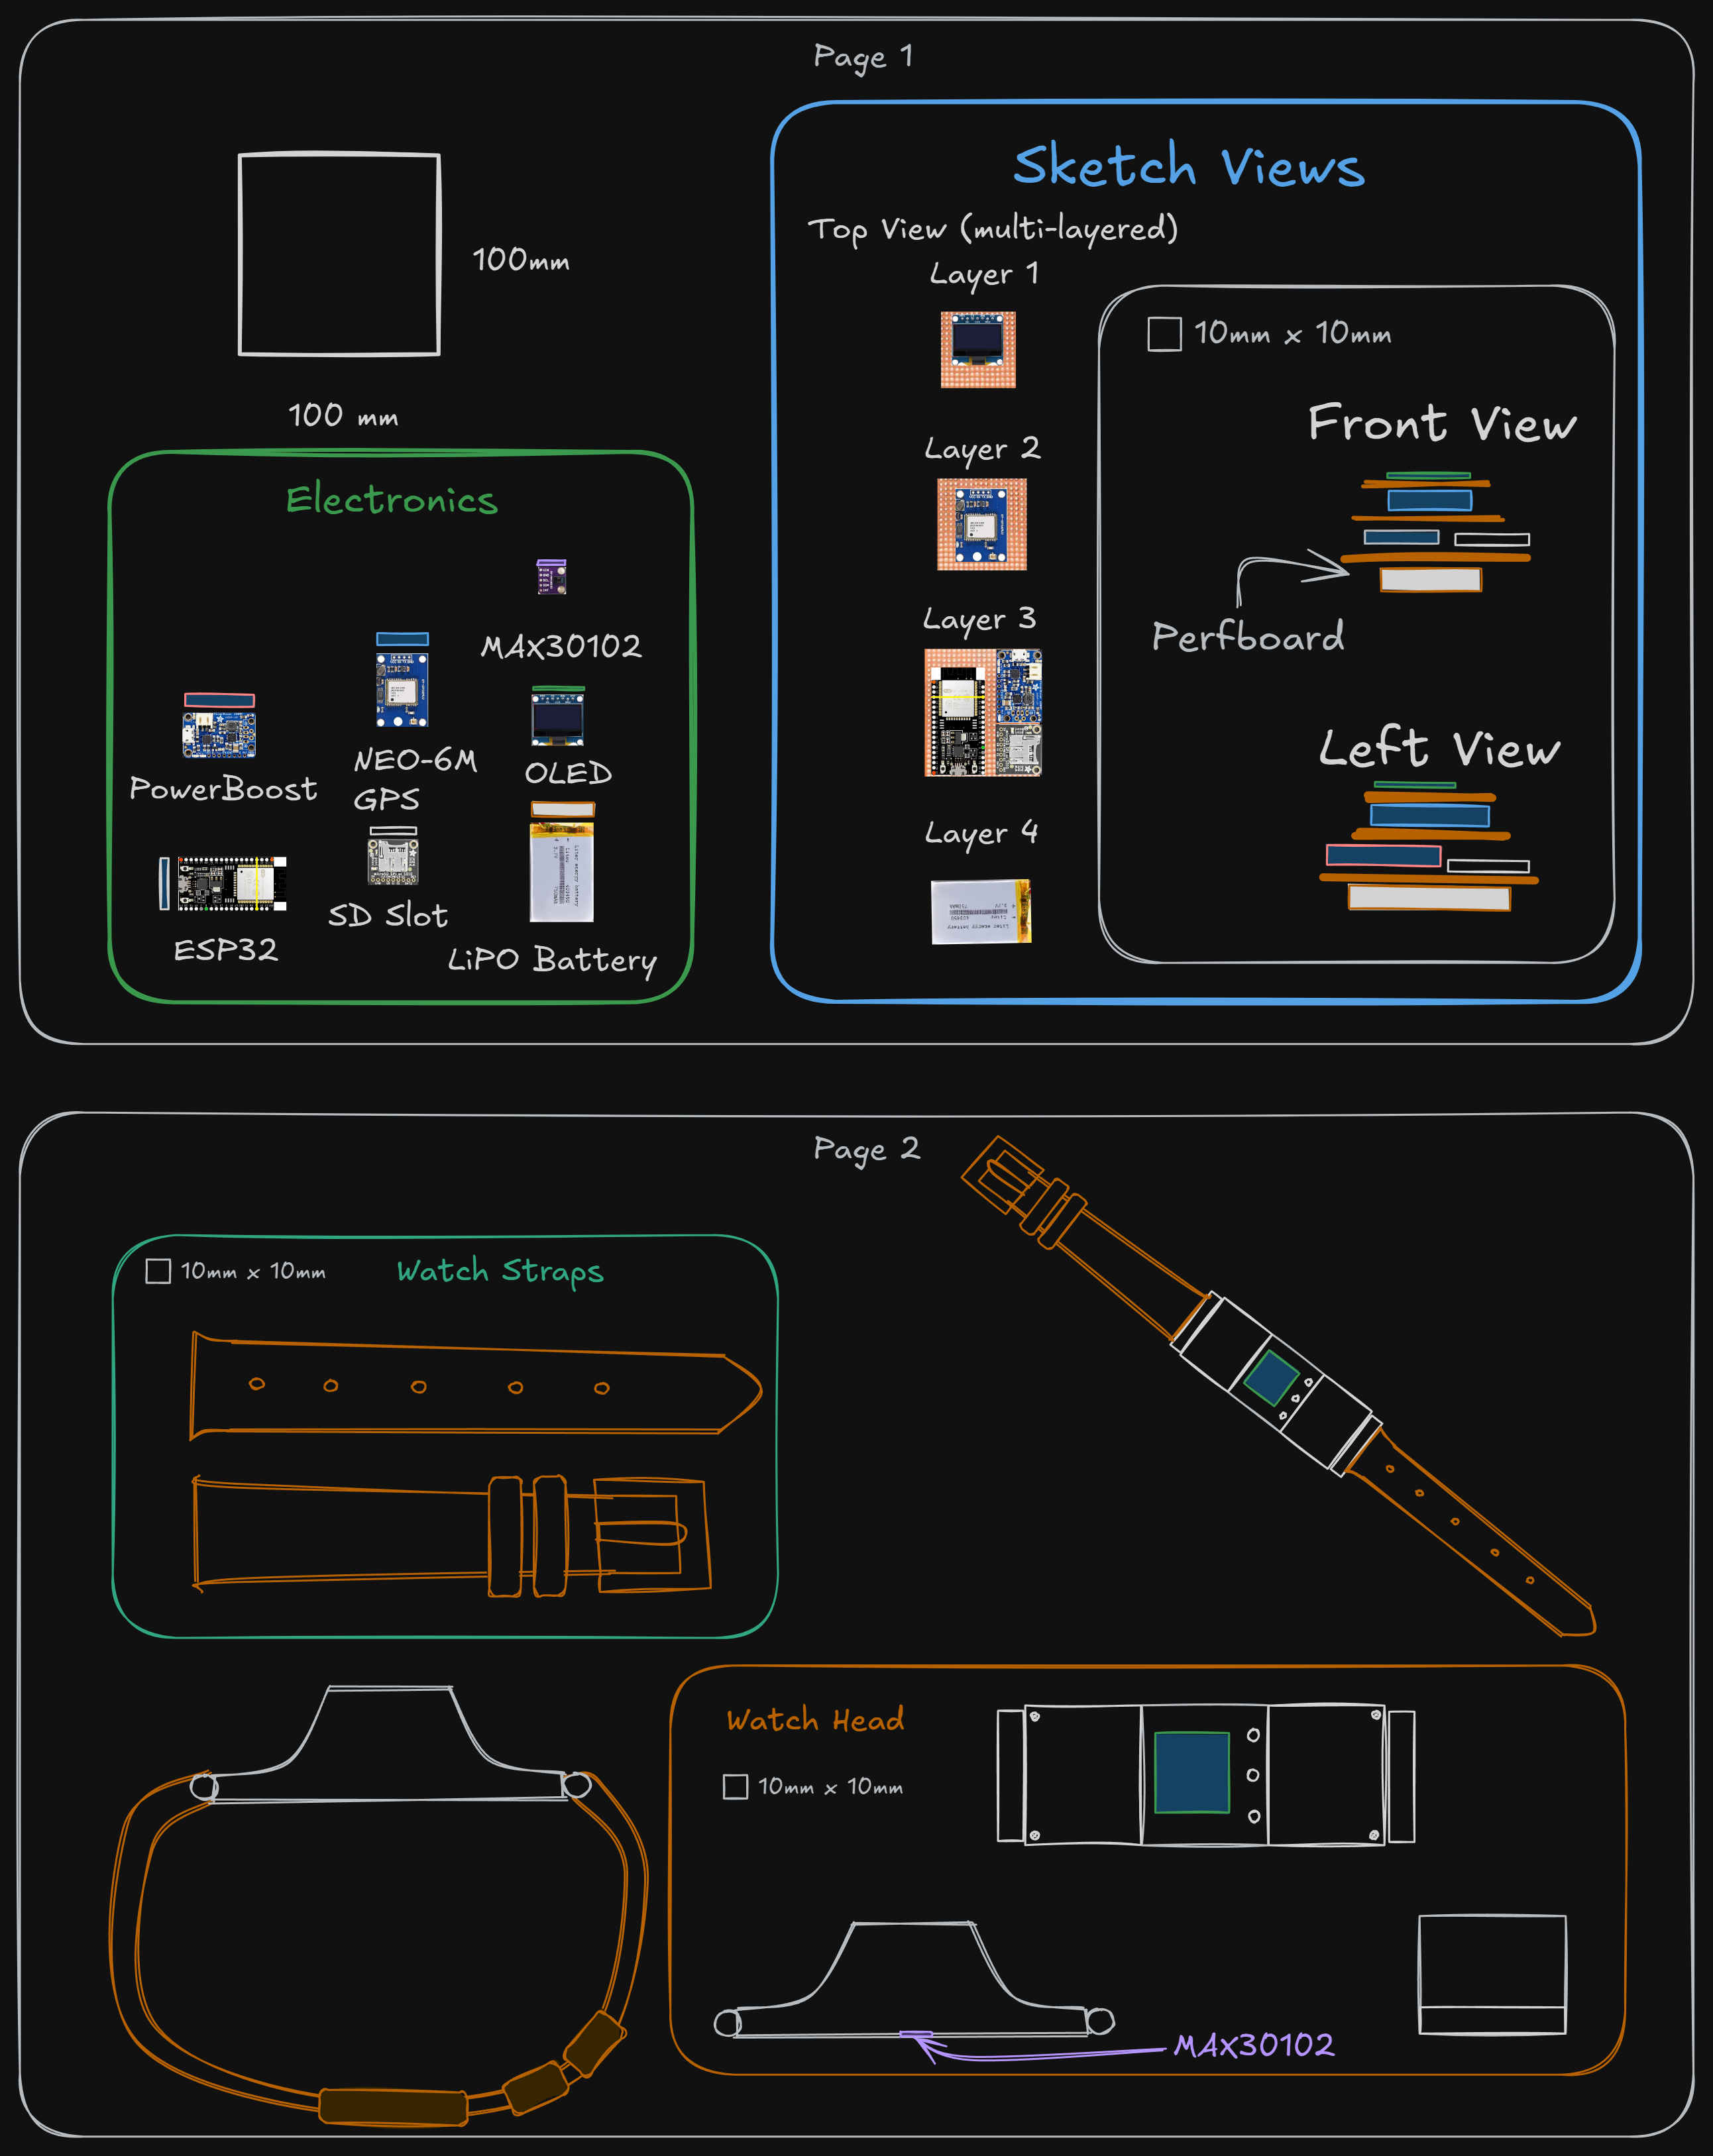 Page 1
100mm
100 mm
Electronics
MAX30102
NEO-6M
GPS
OLED
PowerBoost
SD Slot
ESP32
LiPO Battery
Sketch Views
Top View (multi-layered)
Layer 1
Layer 2
Layer 3
Layer 4
10mm x 10mm
Front View
Perfboard
Left View
Page 2
10mm x 10mm
Watch Straps
Watch Head
10mm x 10mm
MAX30102